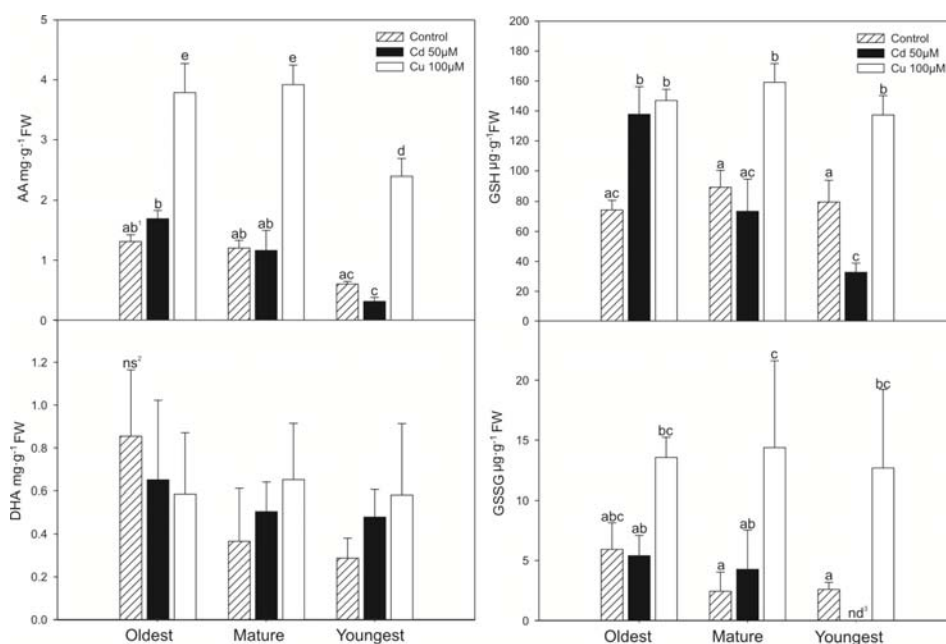 AA mg·g⁻¹ FW
5
4
3
2
1
0
Control
Cd 50µM
Cu 100µM
ab¹
b
e
ab
ab
e
ac
c
d
GSH µg·g⁻¹FW
200
180
160
140
120
100
80
60
40
20
0
Control
Cd 50µM
Cu 100µM
ac
b
b
a
ac
b
a
c
b
DHA mg·g⁻¹ FW
1.2
1.0
0.8
0.6
0.4
0.2
0.0
ns²
Oldest Mature Youngest
GSSG µg·g⁻¹ FW
20
15
10
5
0
abc
ab
bc
a
ab
c
a
nd³
bc
Oldest Mature Youngest